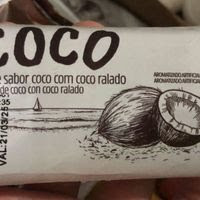 COCO
sabor coco com coco ralado
de coco con coco ralado
AROMATIZADO ARTIFICIAL
AROMATIZADO ARTIFICIAL
:35
VAL:21/03/25